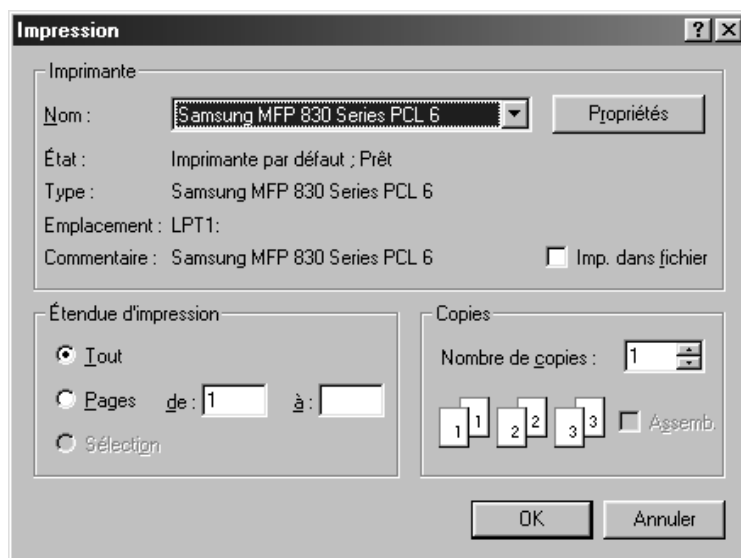 Impression
Imprimante
Nom : Samsung MFP 830 Series PCL 6 Propriétés
État : Imprimante par défaut ; Prêt
Type : Samsung MFP 830 Series PCL 6
Emplacement : LPT1:
Commentaire : Samsung MFP 830 Series PCL 6 Imp. dans fichier
Étendue d'impression
Tout
Pages de : 1 à :
Sélection
Copies
Nombre de copies : 1
1 1 2 2 3 3 Assemb.
OK Annuler